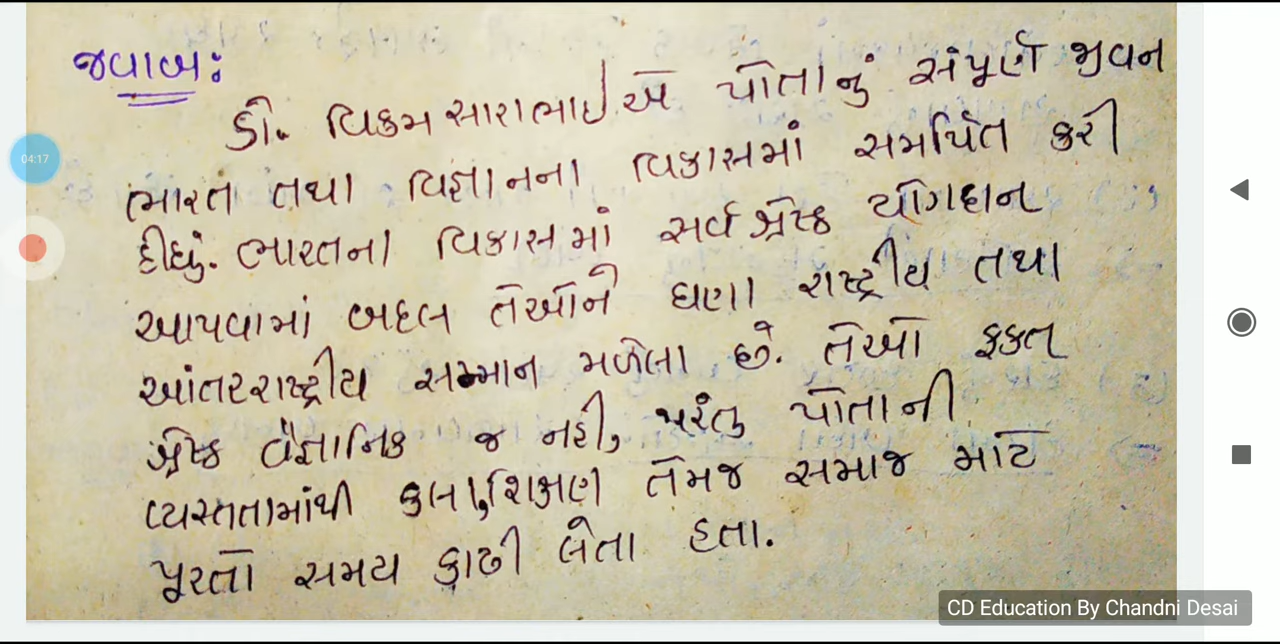 જવાબ:
ડૉ. વિક્રમ સારાભાઈ.એ પોતાનું સંપૂર્ણ જીવન
ભારત તથા વિજ્ઞાનના વિકાસમાં સમર્પિત કરી
દીધું. ભારતના વિકાસમાં સર્વશ્રેષ્ઠ યોગદાન
આપવામાં બદલ તેઓને ઘણા રાષ્ટ્રીય તથા
આંતરરાષ્ટ્રીય સમ્માન મળેલા છે. તેઓ ફક્ત
શ્રેષ્ઠ વૈજ્ઞાનિક જ નહી, પરંતુ પોતાની
વ્યસ્તતામાંથી કલા,શિક્ષણ તેમજ સમાજ માટે
પૂરતો સમય કાઢી લેતા હતા.
04:17
CD Education By Chandni Desai